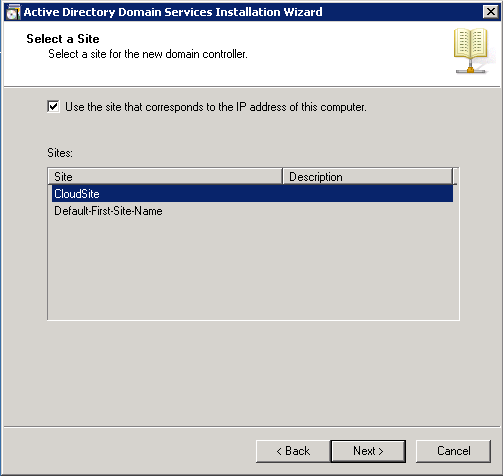 Active Directory Domain Services Installation Wizard
Select a Site
Select a site for the new domain controller.
Use the site that corresponds to the IP address of this computer.
Sites:
Site Description
CloudSite
Default-First-Site-Name
< Back Next > Cancel